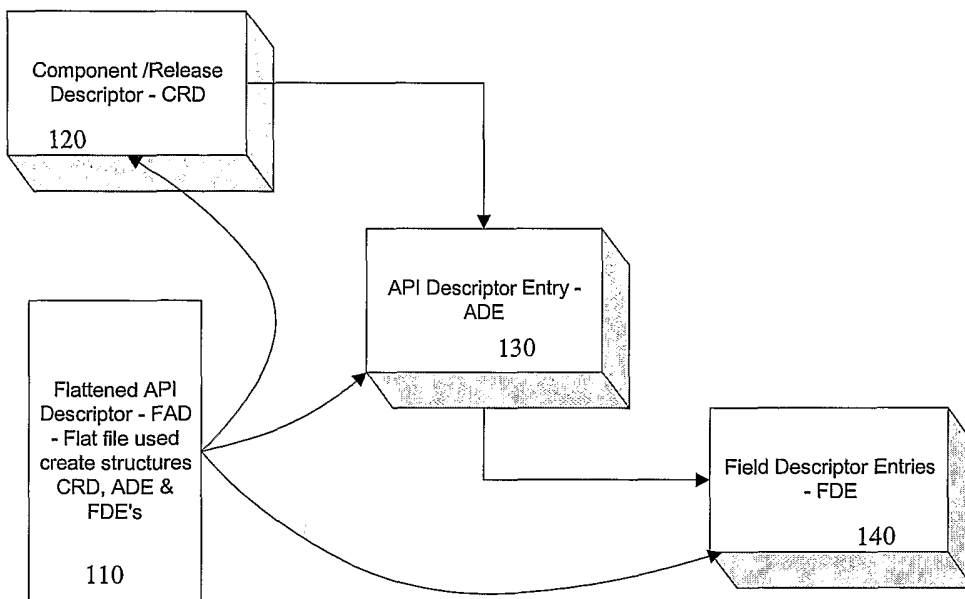 Component /Release
Descriptor - CRD
120
API Descriptor Entry -
ADE
130
Flattened API
Descriptor - FAD
- Flat file used
create structures
CRD, ADE &
FDE's
110
Field Descriptor Entries
- FDE
140